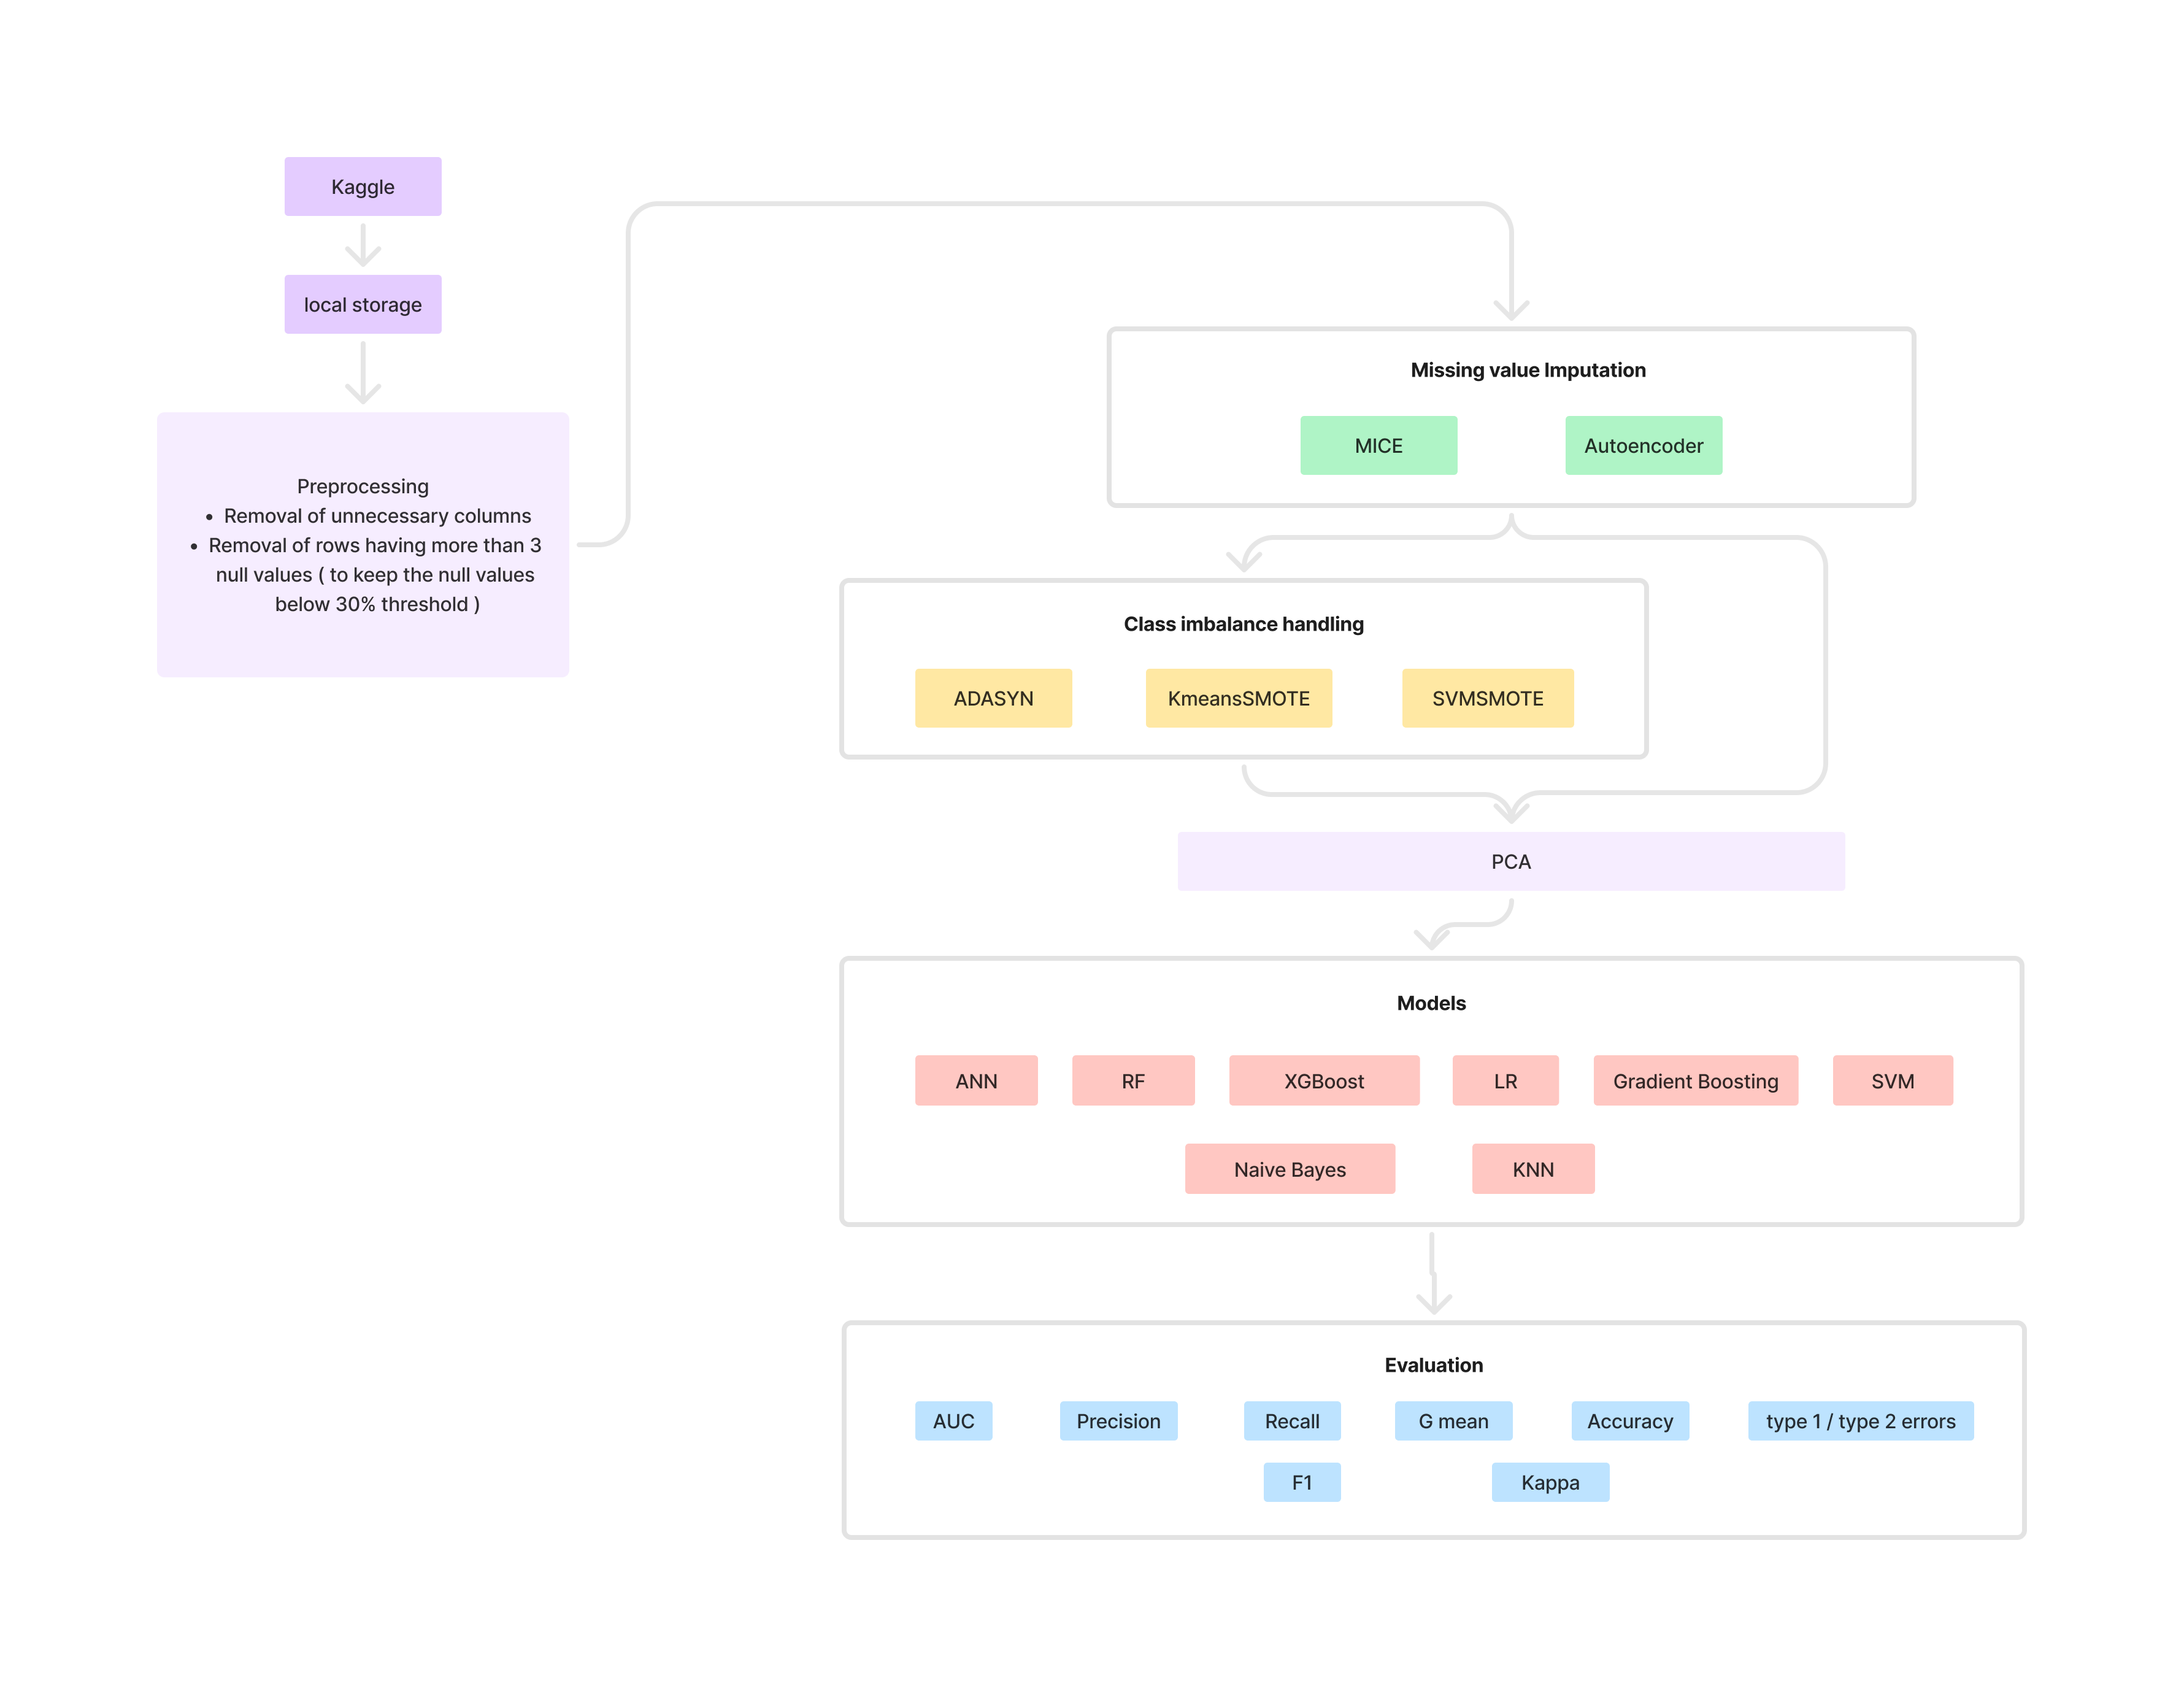 Kaggle
local storage
Preprocessing
• Removal of unnecessary columns
• Removal of rows having more than 3
null values ( to keep the null values
below 30% threshold )
Missing value Imputation
MICE
Autoencoder
Class imbalance handling
ADASYN
KmeansSMOTE
SVMSMOTE
PCA
Models
ANN
RF
XGBoost
LR
Gradient Boosting
SVM
Naive Bayes
KNN
Evaluation
AUC
Precision
Recall
G mean
Accuracy
type 1 / type 2 errors
F1
Kappa